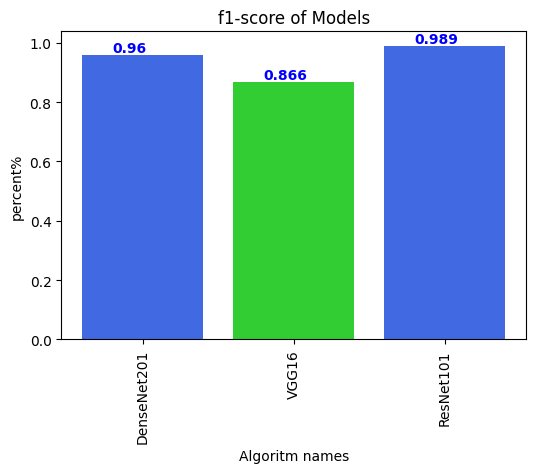 f1-score of Models
percent%
1.0
0.8
0.6
0.4
0.2
0.0
0.96
0.866
0.989
DenseNet201
VGG16
ResNet101
Algoritm names